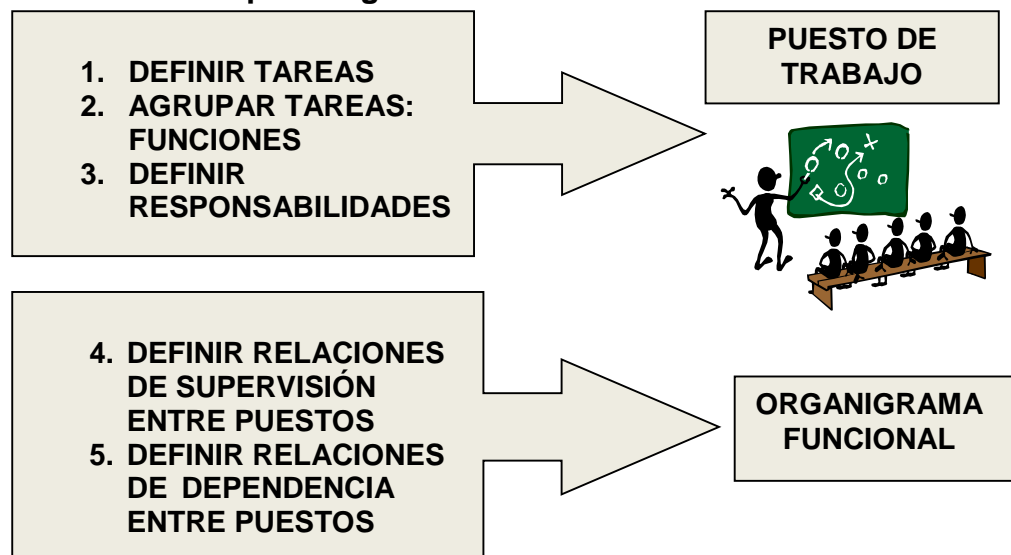 1. DEFINIR TAREAS
2. AGRUPAR TAREAS:
FUNCIONES
3. DEFINIR
RESPONSABILIDADES
PUESTO DE
TRABAJO
4. DEFINIR RELACIONES
DE SUPERVISIÓN
ENTRE PUESTOS
5. DEFINIR RELACIONES
DE DEPENDENCIA
ENTRE PUESTOS
ORGANIGRAMA
FUNCIONAL